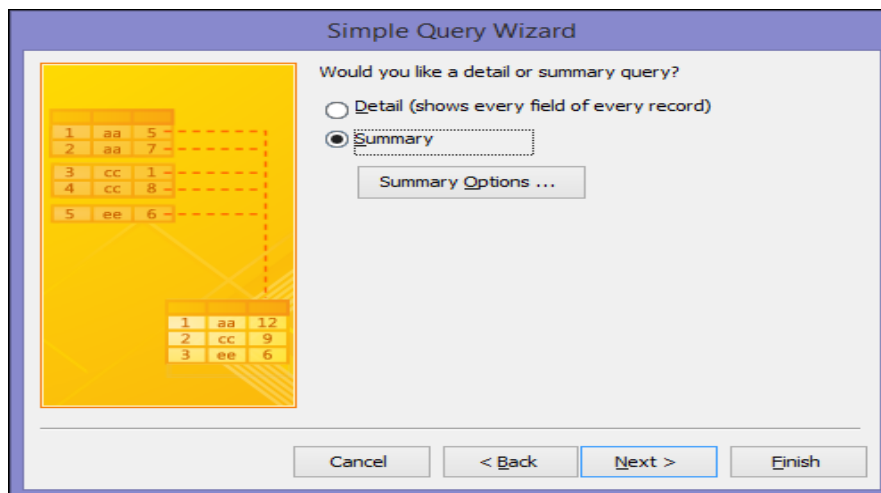 Simple Query Wizard
Would you like a detail or summary query?
Detail (shows every field of every record)
Summary
Summary Options ...
1 aa 5
2 aa 7
3 cc 1
4 cc 8
5 ee 6
1 aa 12
2 cc 9
3 ee 6
Cancel < Back Next > Finish